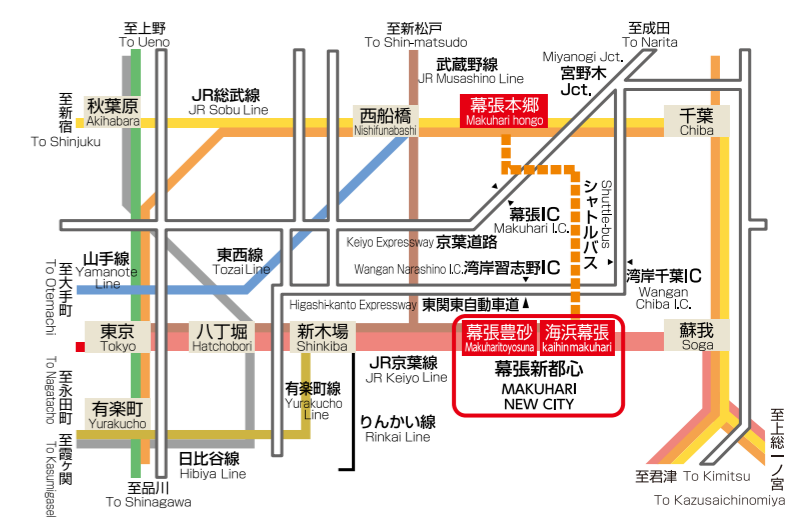 至上野
To Ueno
至新松戸
To Shin-matsudo
至成田
To Narita
Miyanogi Jct.
宮野木
Jct.
武蔵野線
JR Musashino Line
JR総武線
JR Sobu Line
至新宿
To Shinjuku
秋葉原
Akihabara
西船橋
Nishifunabashi
幕張本郷
Makuhari hongo
千葉
Chiba
Shuttle-bus
シャトルバス
幕張IC
Makuhari I.C.
Keiyo Expressway 京葉道路
山手線
Yamanote
Line
東西線
Tozai Line
Wangan Narashino I.C. 湾岸習志野IC
湾岸千葉IC
Wangan
Chiba I.C.
至大手町
To Otemachi
Higashi-kanto Expressway 東関東自動車道
東京
Tokyo
八丁堀
Hatchobori
新木場
Shinkiba
幕張豊砂
Makuharitoyosuna
海浜幕張
kaihin makuhari
蘇我
Soga
幕張新都心
MAKUHARI
NEW CITY
JR京葉線
JR Keiyo Line
至永田町
To Nagatacho
有楽町
Yurakucho
有楽町線
Yurakucho
Line
りんかい線
Rinkai Line
至霞ヶ関
To Kasumigasel
日比谷線
Hibiya Line
至品川
To Shinagawa
至君津 To Kimitsu
至上総一ノ宮
To Kazusaichinomiya